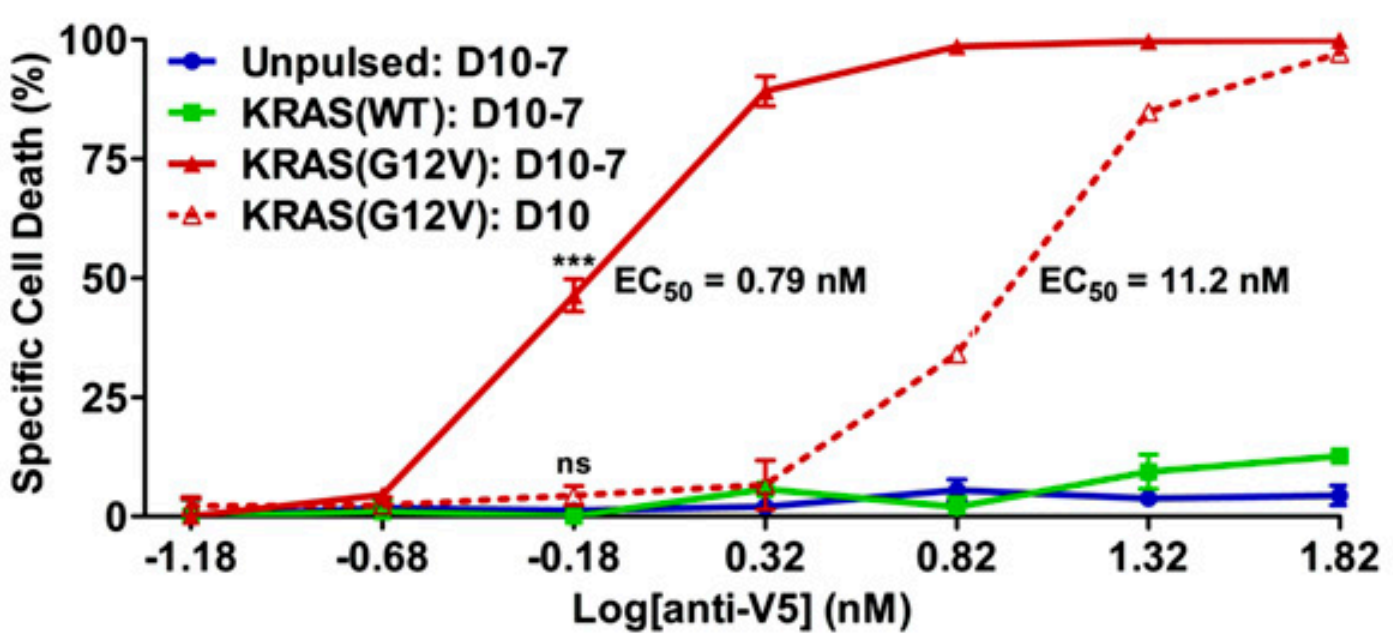 100
75
50
25
0
Specific Cell Death (%)
Unpulsed: D10-7
KRAS(WT): D10-7
KRAS(G12V): D10-7
KRAS(G12V): D10
***
EC50 = 0.79 nM
EC50 = 11.2 nM
ns
-1.18 -0.68 -0.18 0.32 0.82 1.32 1.82
Log[anti-V5] (nM)